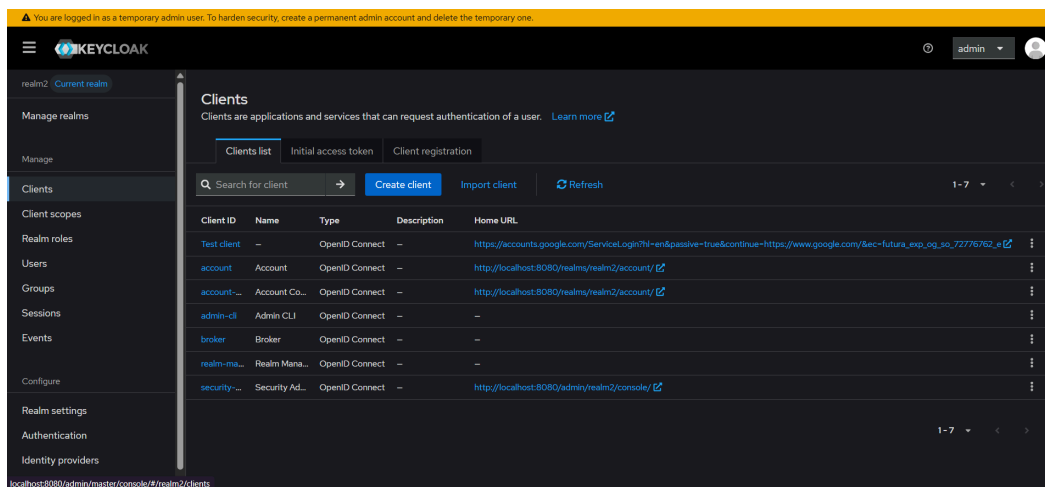 You are logged in as a temporary admin user. To harden security, create a permanent admin account and delete the temporary one.
KEYCLOAK
admin
realm2 Current realm
Manage realms
Manage
Clients
Client scopes
Realm roles
Users
Groups
Sessions
Events
Configure
Realm settings
Authentication
Identity providers
localhost:8080/admin/master/console/#/realm2/clients
Clients
Clients are applications and services that can request authentication of a user. Learn more
Clients list Initial access token Client registration
Search for client Create client Import client Refresh 1-7
Client ID Name Type Description Home URL
Test client – OpenID Connect – https://accounts.google.com/ServiceLogin?hl=en&passive=true&continue=https://www.google.com/&ec=futura_exp_og_so_72776762_e
account Account OpenID Connect – http://localhost:8080/realms/realm2/account/
account-... Account Co... OpenID Connect – http://localhost:8080/realms/realm2/account/
admin-cli Admin CLI OpenID Connect – –
broker Broker OpenID Connect – –
realm-ma... Realm Mana... OpenID Connect – –
security-... Security Ad... OpenID Connect – http://localhost:8080/admin/realm2/console/
1-7